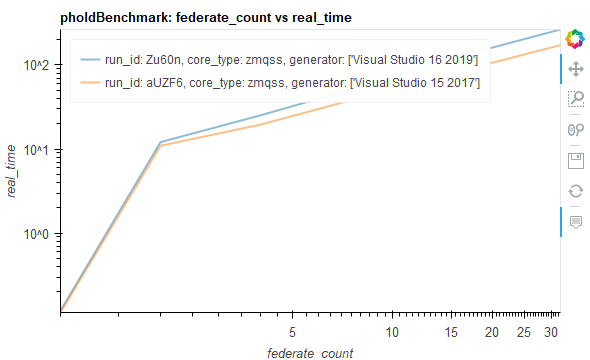 pholdBenchmark: federate_count vs real_time
run_id: Zu60n, core_type: zmqss, generator: ['Visual Studio 16 2019']
run_id: aUZF6, core_type: zmqss, generator: ['Visual Studio 15 2017']
real_time
10^2
10^1
10^0
5
10
15
20
25
30
federate_count